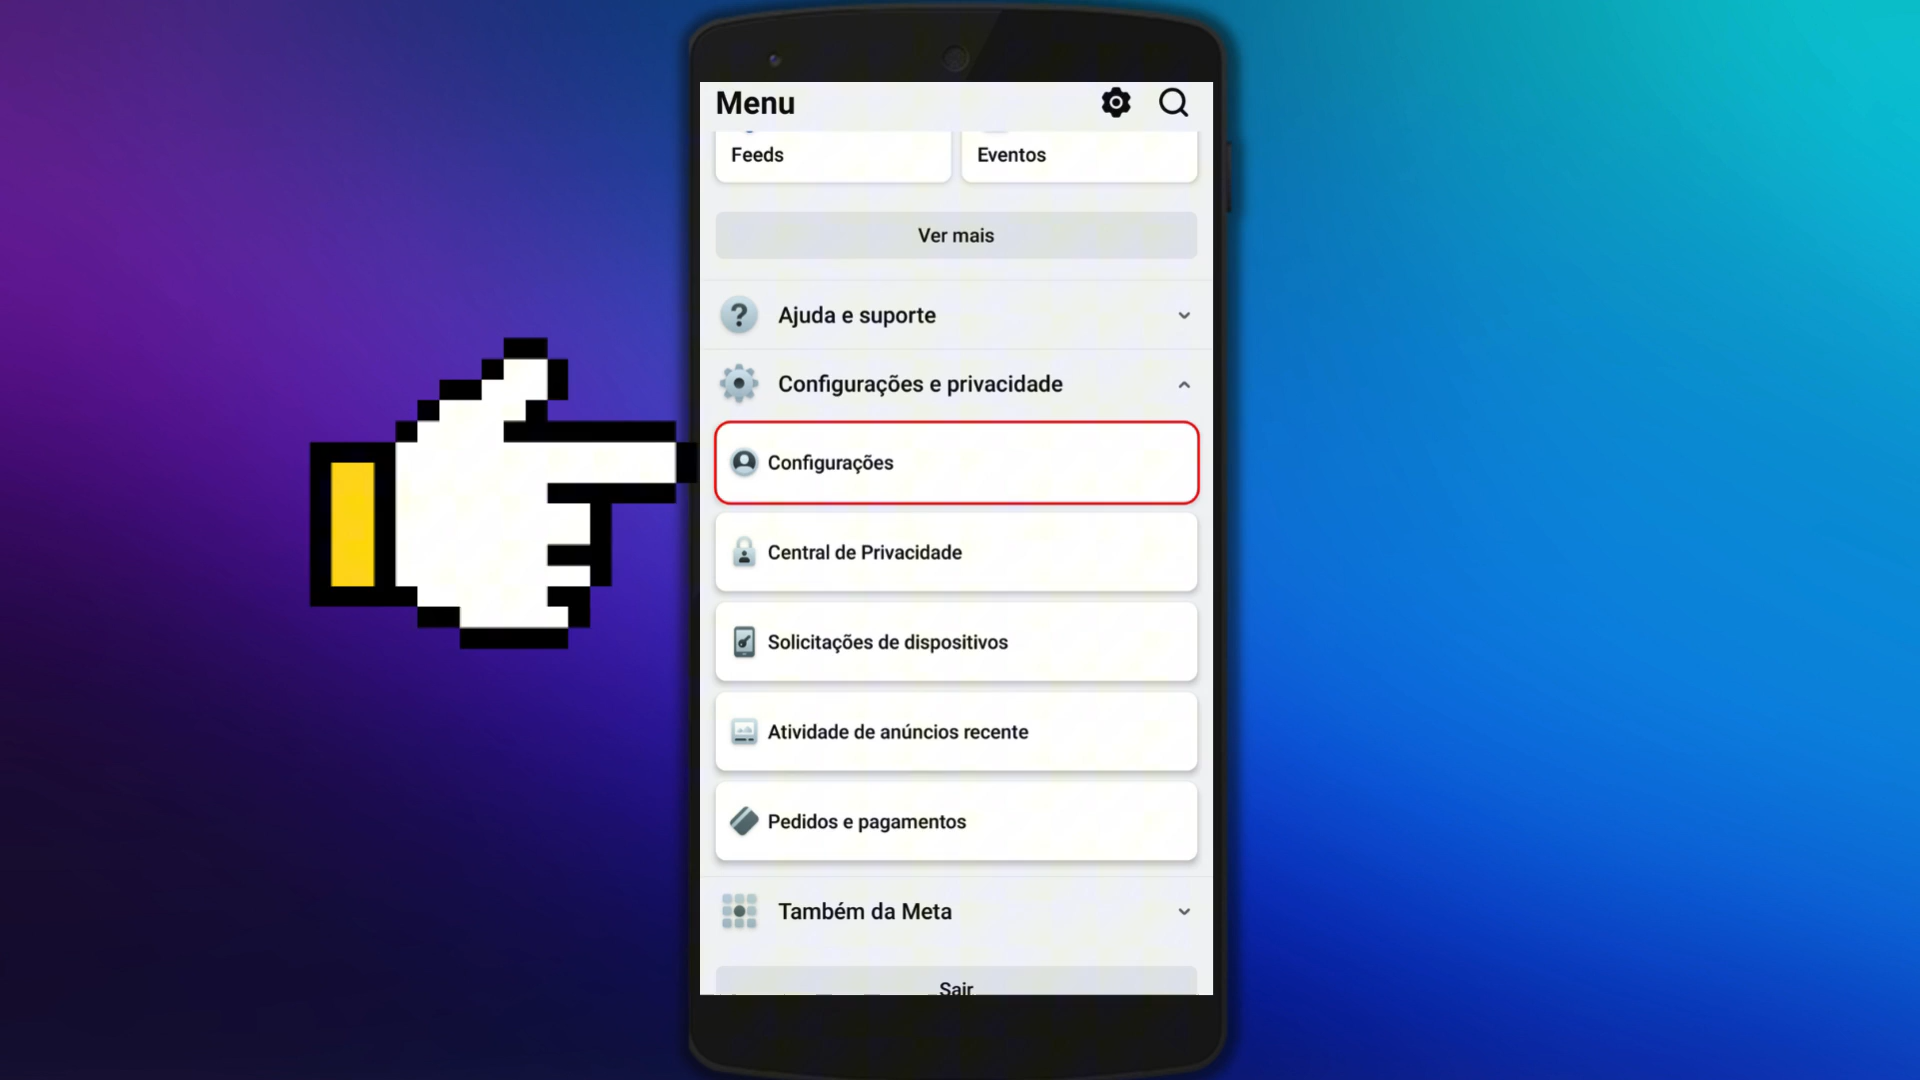 Menu
Feeds
Eventos
Ver mais
Ajuda e suporte
Configurações e privacidade
Configurações
Central de Privacidade
Solicitações de dispositivos
Atividade de anúncios recente
Pedidos e pagamentos
Também da Meta
Sair